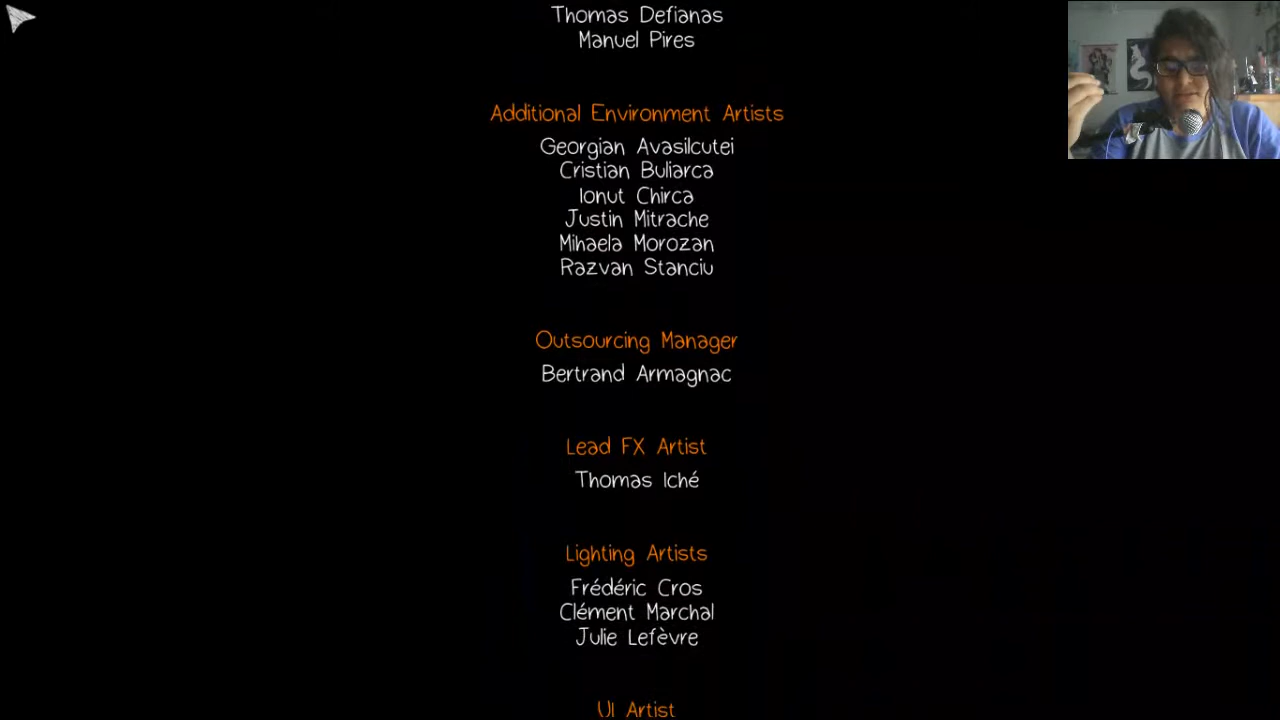 Thomas Defianas
Manuel Pires
Additional Environment Artists
Georgian Avasilcutei
Cristian Buliarca
Ionut Chirca
Justin Mitrache
Mihaela Morozan
Razvan Stanciu
Outsourcing Manager
Bertrand Armagnac
Lead FX Artist
Thomas Iché
Lighting Artists
Frédéric Cros
Clément Marchal
Julie Lefèvre
UI Artist